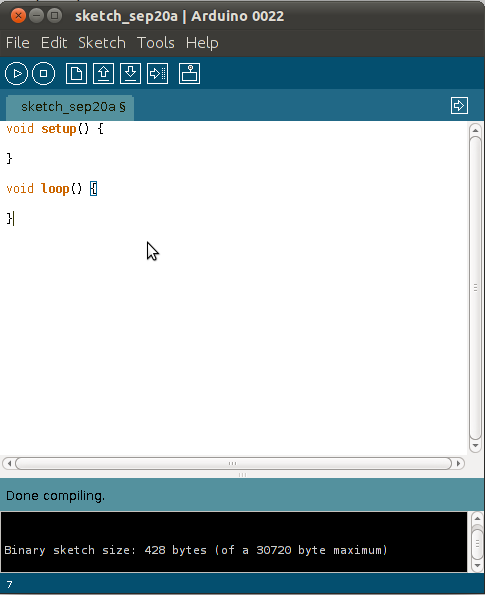 sketch_sep20a | Arduino 0022
File Edit Sketch Tools Help
sketch_sep20a §
void setup() {
}
void loop() {
}
Done compiling.
Binary sketch size: 428 bytes (of a 30720 byte maximum)
7